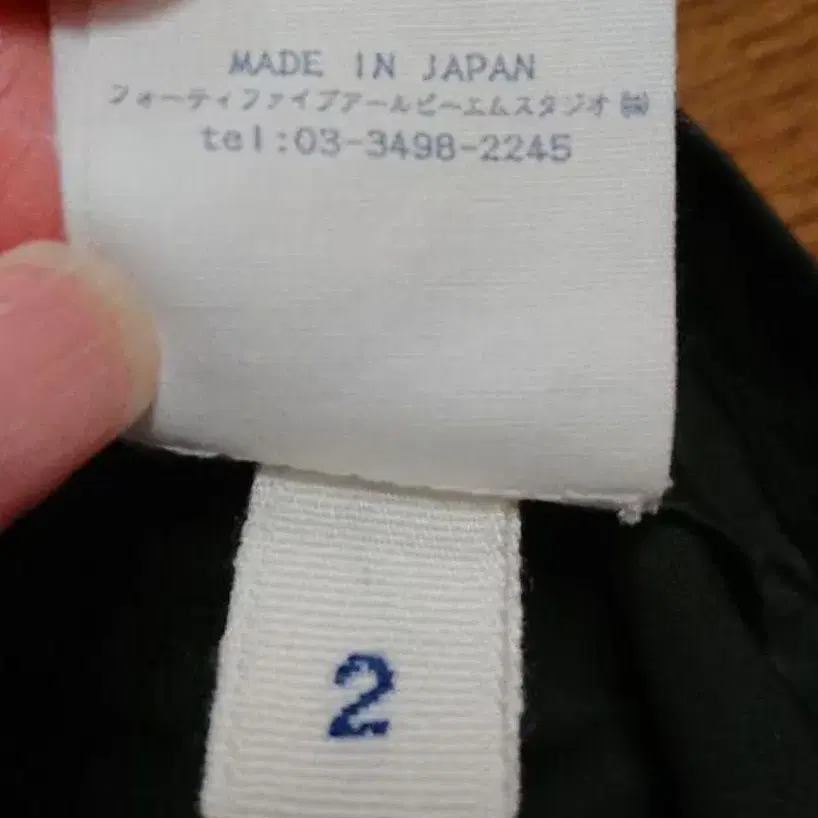 MADE IN JAPAN
フォーティファイブアールピーエムスタジオ㈱
tel:03-3498-2245
2